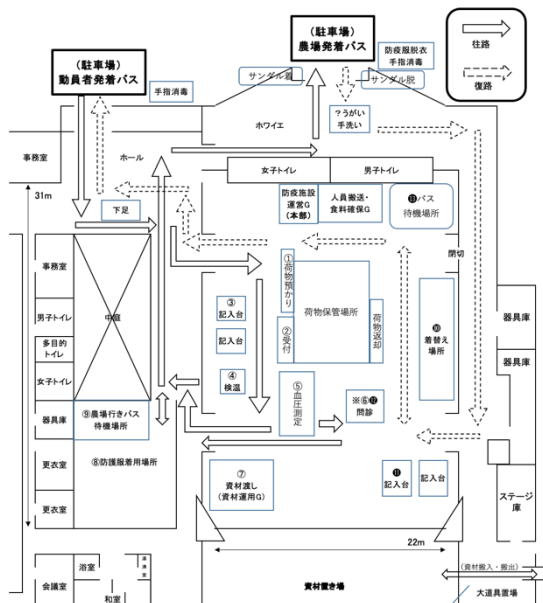 （駐車場）
動員者発着バス
（駐車場）
農場発着バス
防疫服脱衣
手指消毒
往路
復路
手指消毒
サンダル着
サンダル脱
ホワイエ
？うがい
手洗い
事務室
ホール
女子トイレ
男子トイレ
31m
下足
防疫施設
運営G
(本部)
人員搬送・
食料確保G
⓭バス
待機場所
閉切
事務室
男子トイレ
多目的
トイレ
女子トイレ
中庭
①荷物預かり
②受付
荷物保管場所
荷物返却
③
記入台
記入台
④
検温
⑤血圧測定
※⑥⓬
問診
❿
着替え
場所
器具庫
器具庫
器具庫
⑨農場行きバス
待機場所
⑧防護服着用場所
更衣室
更衣室
⑦
資材渡し
(資材運用G)
⓫
記入台
記入台
ステージ
庫
22m
(資材搬入・搬出)
浴室
会議室
和室
資材置き場
大道具置場